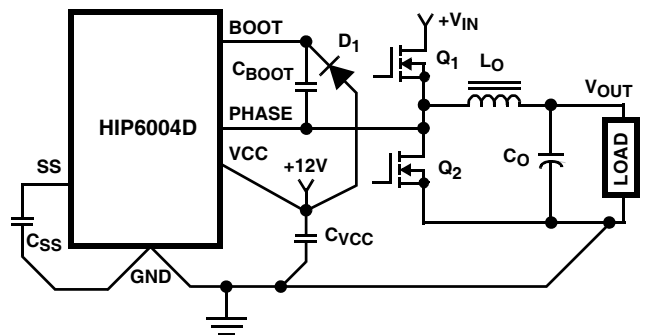 +VIN
BOOT
D1
Q1
LO
CBOOT
VOUT
PHASE
HIP6004D
VCC
+12V
SS
Q2
CO
LOAD
CSS
CVCC
GND